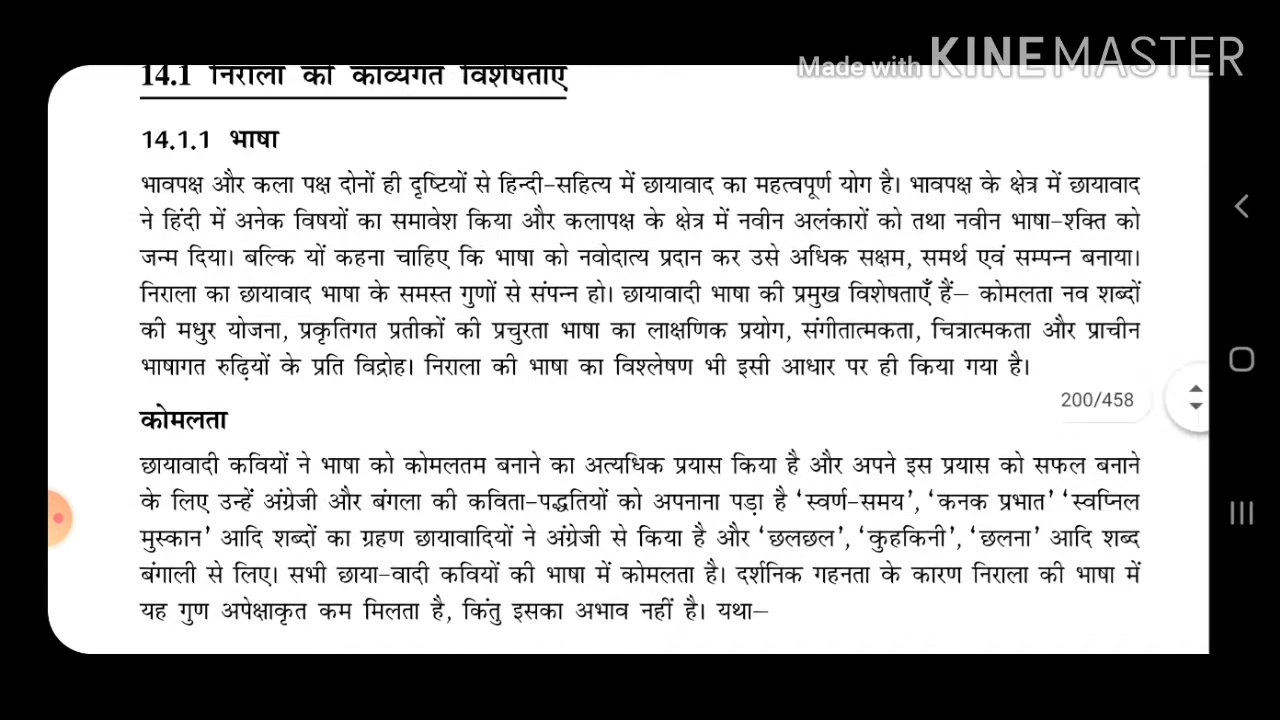 Made with KINEMASTER
14.1 निराला की काव्यगत विशेषताएँ
14.1.1 भाषा
भावपक्ष और कला पक्ष दोनों ही दृष्टियों से हिन्दी-सहित्य में छायावाद का महत्वपूर्ण योग है। भावपक्ष के क्षेत्र में छायावाद
ने हिंदी में अनेक विषयों का समावेश किया और कलापक्ष के क्षेत्र में नवीन अलंकारों को तथा नवीन भाषा-शक्ति को
जन्म दिया। बल्कि यों कहना चाहिए कि भाषा को नवोदात्य प्रदान कर उसे अधिक सक्षम, समर्थ एवं सम्पन्न बनाया।
निराला का छायावाद भाषा के समस्त गुणों से संपन्न हो। छायावादी भाषा की प्रमुख विशेषताएँ हैं– कोमलता नव शब्दों
की मधुर योजना, प्रकृतिगत प्रतीकों की प्रचुरता भाषा का लाक्षणिक प्रयोग, संगीतात्मकता, चित्रात्मकता और प्राचीन
भाषागत रुढ़ियों के प्रति विद्रोह। निराला की भाषा का विश्लेषण भी इसी आधार पर ही किया गया है।
200/458
कोमलता
छायावादी कवियों ने भाषा को कोमलतम बनाने का अत्यधिक प्रयास किया है और अपने इस प्रयास को सफल बनाने
के लिए उन्हें अंग्रेजी और बंगला की कविता-पद्धतियों को अपनाना पड़ा है ‘स्वर्ण-समय’, ‘कनक प्रभात’ ‘स्वप्निल
मुस्कान’ आदि शब्दों का ग्रहण छायावादियों ने अंग्रेजी से किया है और ‘छलछल’, ‘कुहकिनी’, ‘छलना’ आदि शब्द
बंगाली से लिए। सभी छाया-वादी कवियों की भाषा में कोमलता है। दर्शनिक गहनता के कारण निराला की भाषा में
यह गुण अपेक्षाकृत कम मिलता है, किंतु इसका अभाव नहीं है। यथा–